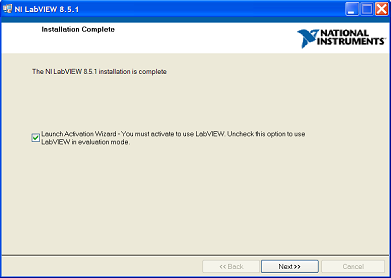 NI LabVIEW 8.5.1
Installation Complete
NATIONAL
INSTRUMENTS
The NI LabVIEW 8.5.1 installation is complete
Launch Activation Wizard - You must activate to use LabVIEW. Uncheck this option to use
LabVIEW in evaluation mode.
<< Back
Next >>
Cancel